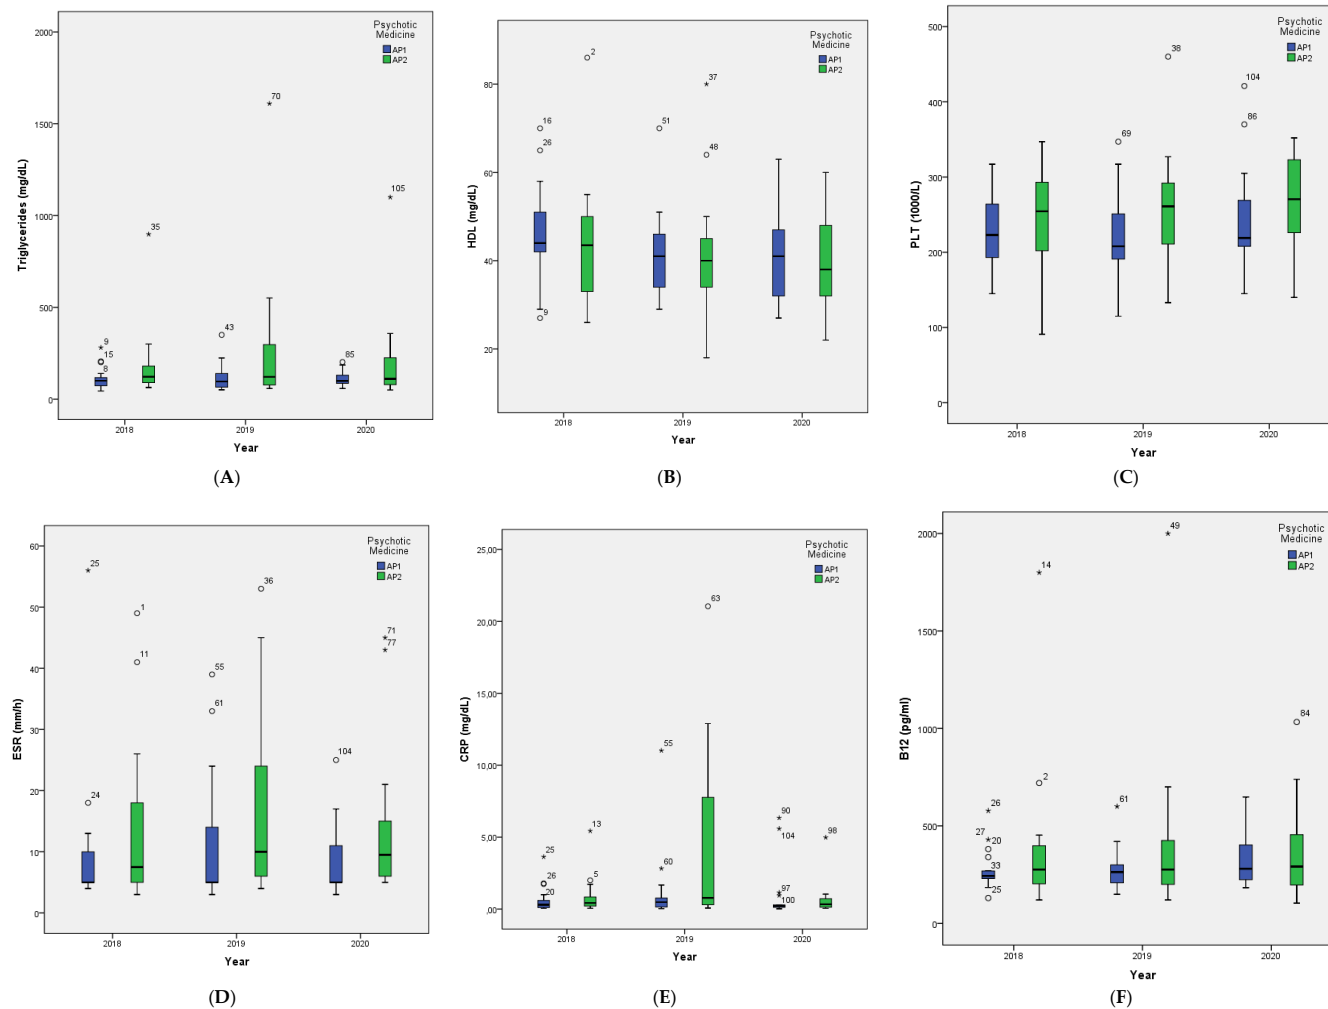 Psychotic
Medicine
AP1
AP2
2000
1500
1000
500
0
Triglycerides (mg/dL)
70
105
35
9
15
8
43
85
2018
2019
2020
Year
(A)
Psychotic
Medicine
AP1
AP2
80
60
40
20
HDL (mg/dL)
2
37
16
26
51
48
9
2018
2019
2020
Year
(B)
Psychotic
Medicine
AP1
AP2
500
400
300
200
100
0
PLT (1000/L)
38
104
86
69
2018
2019
2020
Year
(C)
Psychotic
Medicine
AP1
AP2
60
50
40
30
20
10
0
ESR (mm/h)
25
1
11
24
36
55
61
71
77
104
2018
2019
2020
Year
(D)
Psychotic
Medicine
AP1
AP2
25,00
20,00
15,00
10,00
5,00
,00
CRP (mg/dL)
63
55
13
25
26
20
5
60
90
104
98
97
100
2018
2019
2020
Year
(E)
Psychotic
Medicine
AP1
AP2
2000
1500
1000
500
0
B12 (pg/ml)
49
14
84
2
26
27
20
33
25
61
2018
2019
2020
Year
(F)